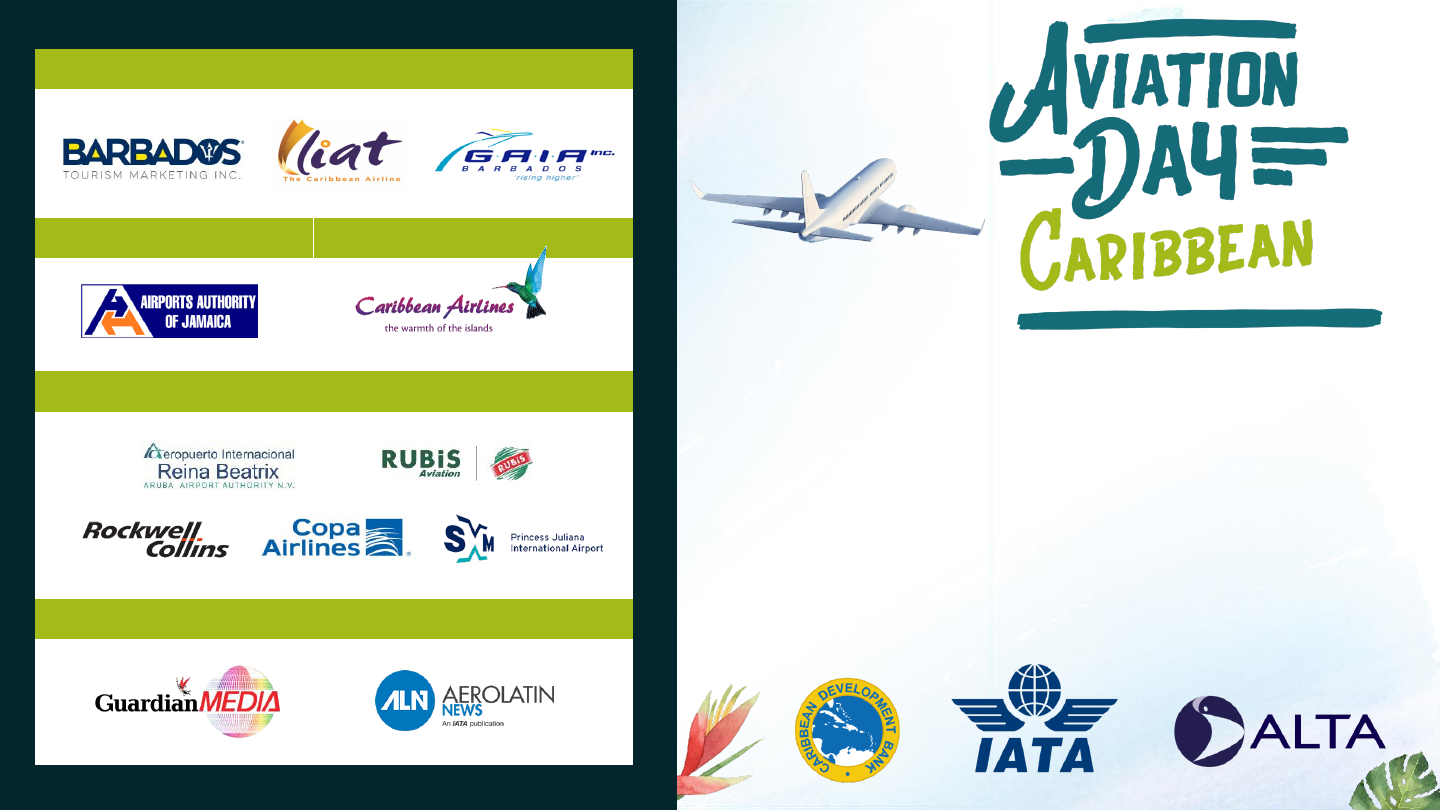 BARBADOS
TOURISM MARKETING INC.
liat
The Caribbean Airline
G·A·I·A Inc.
BARBADOS
'rising higher'
AIRPORTS AUTHORITY
OF JAMAICA
Caribbean Airlines
the warmth of the islands
Aeropuerto Internacional
Reina Beatrix
ARUBA AIRPORT AUTHORITY N.V.
RUBiS
Aviation
RUBiS
Rockwell
Collins
Copa
Airlines
SXM
Princess Juliana
International Airport
Guardian MEDIA
ALN
AEROLATIN
NEWS
An IATA publication
AVIATION
DAY
CARIBBEAN
CARIBBEAN DEVELOPMENT BANK
IATA
ALTA